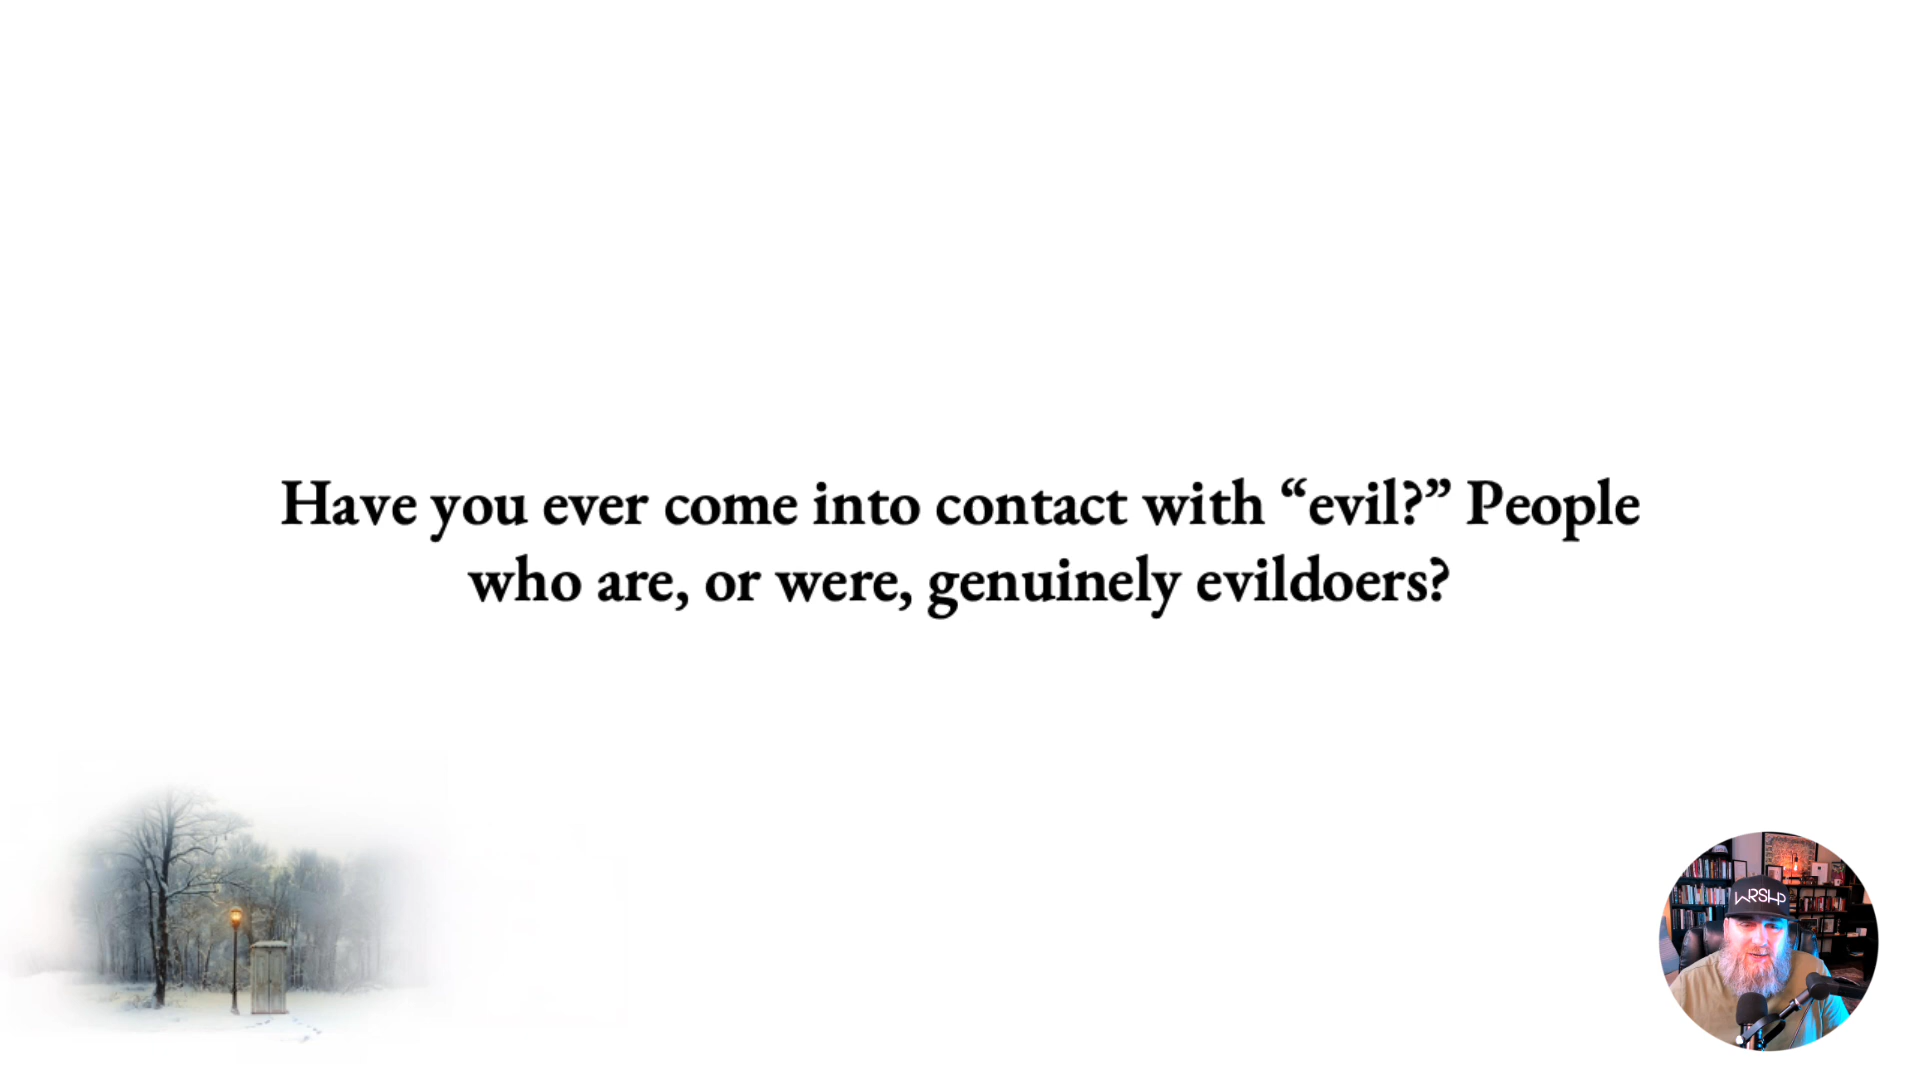 Have you ever come into contact with “evil?” People
who are, or were, genuinely evildoers?
WRSHP